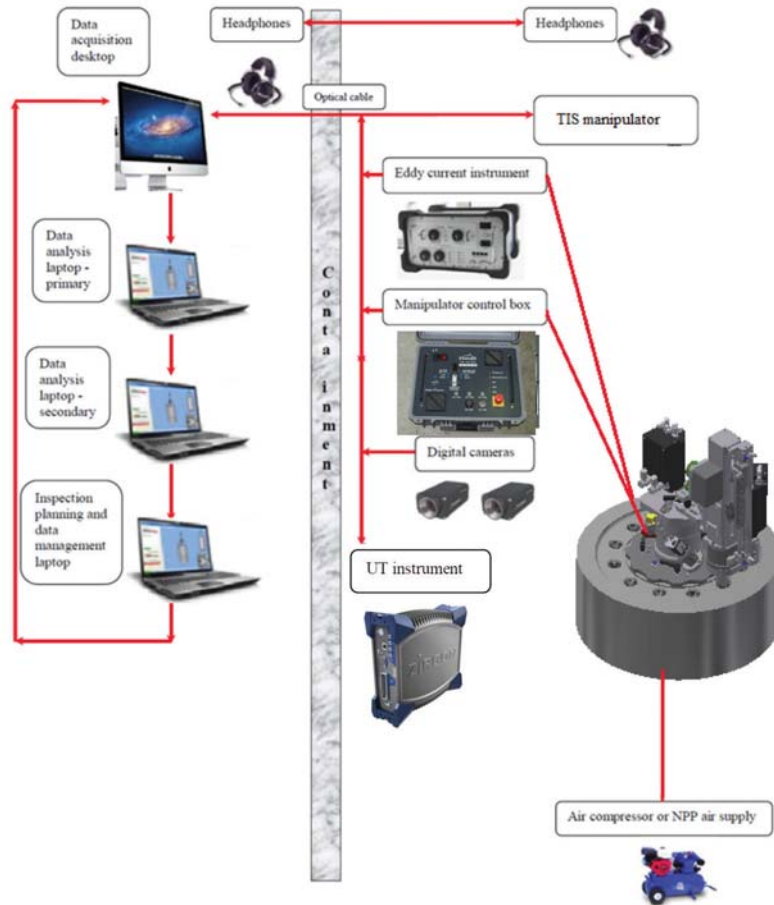 Data
acquisition
desktop
Headphones
Headphones
Optical cable
TIS manipulator
Eddy current instrument
Data
analysis
laptop -
primary
Manipulator control box
Conta inment
Data
analysis
laptop
-secondary
Digital cameras
Inspection
planning and
data
management
laptop
UT instrument
Air compressor or NPP air supply